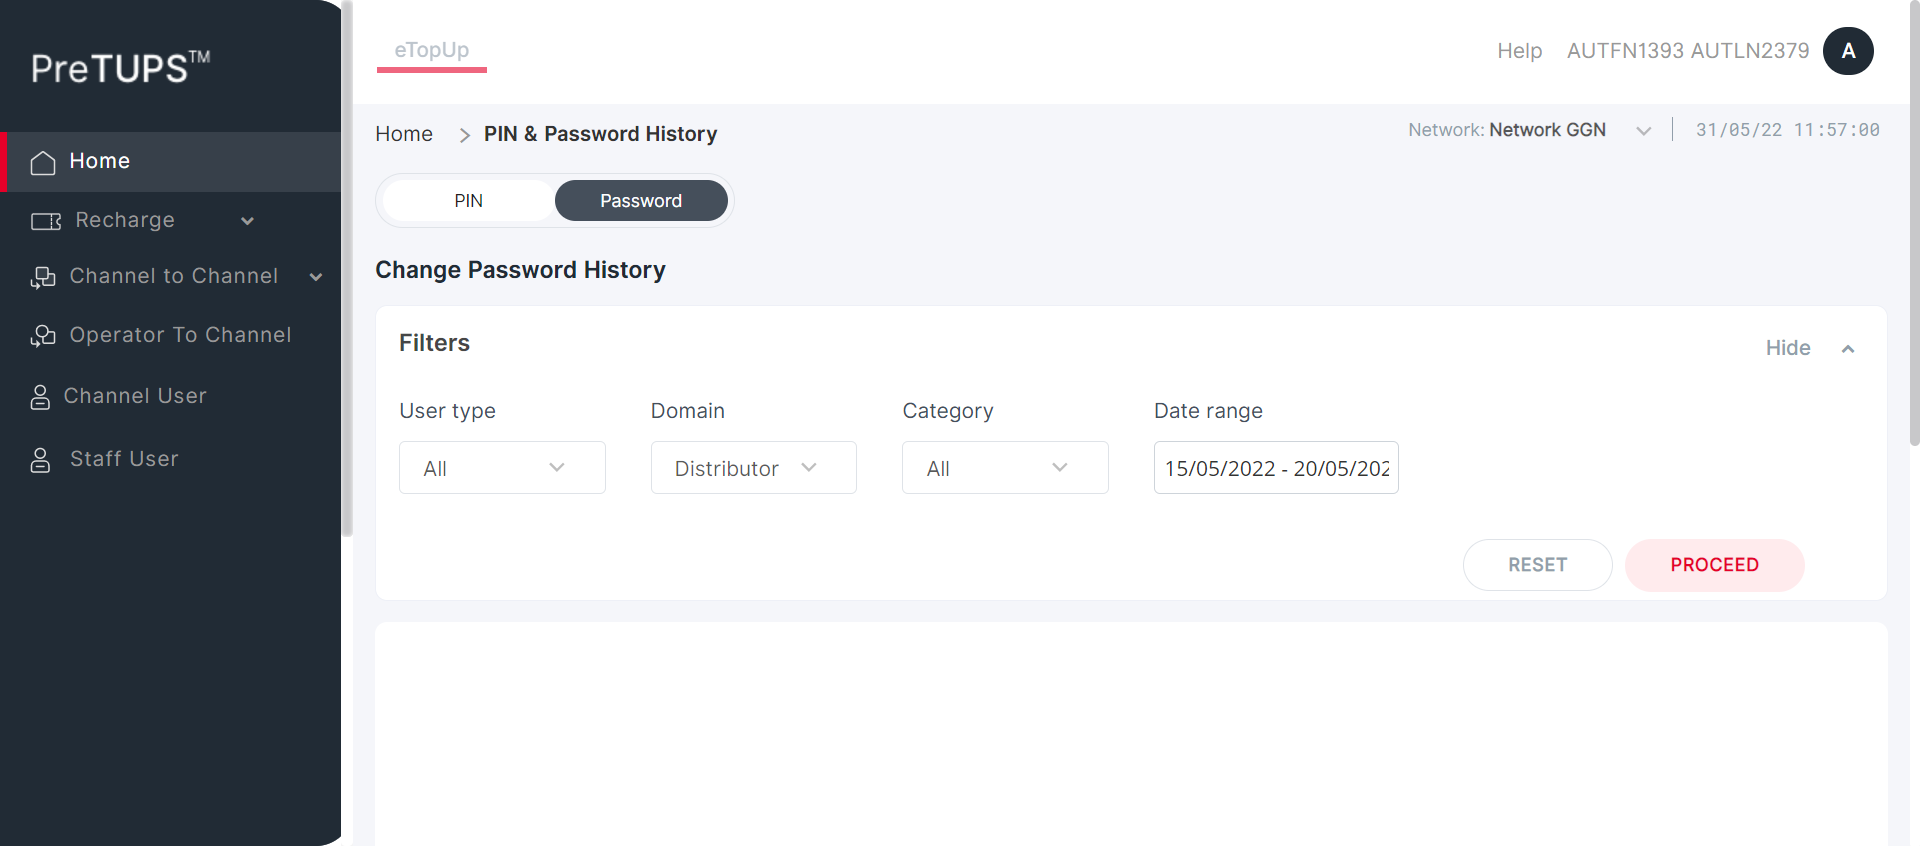 PreTUPS™
Home
Recharge
Channel to Channel
Operator To Channel
Channel User
Staff User
eTopUp
Help AUTFN1393 AUTLN2379 A
Home > PIN & Password History
Network: Network GGN 31/05/22 11:57:00
PIN Password
Change Password History
Filters
Hide
User type Domain Category Date range
All Distributor All 15/05/2022 - 20/05/202
RESET PROCEED